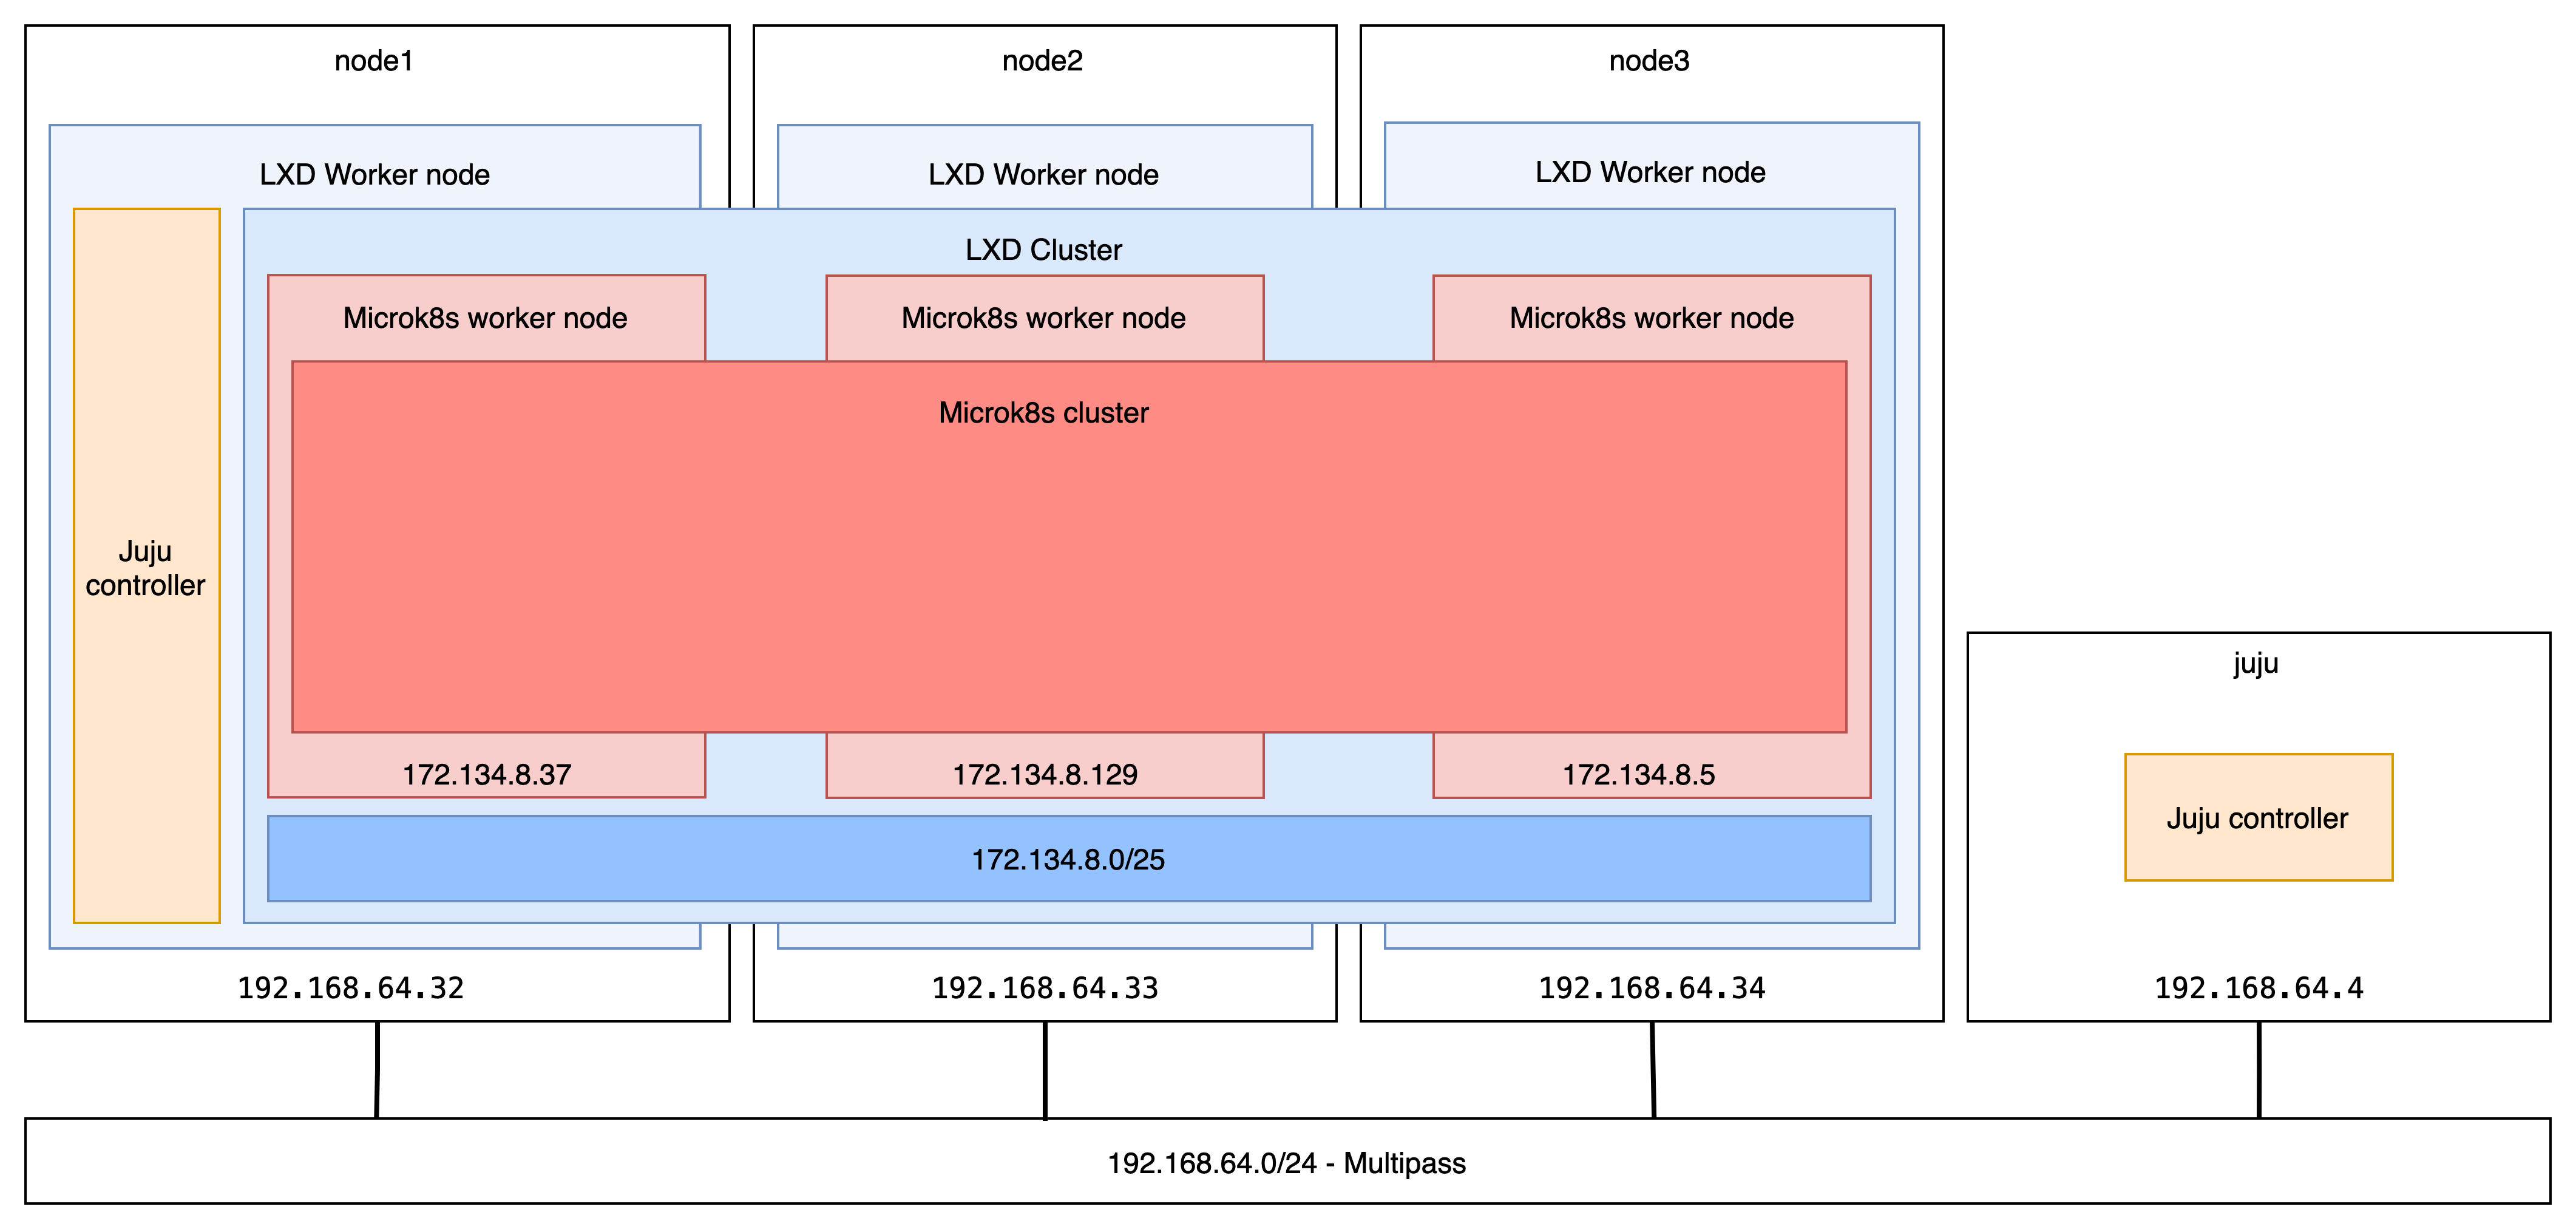 node1
node2
node3
LXD Worker node
LXD Worker node
LXD Worker node
LXD Cluster
Microk8s worker node
Microk8s worker node
Microk8s worker node
Microk8s cluster
Juju
controller
172.134.8.37
172.134.8.129
172.134.8.5
172.134.8.0/25
juju
Juju controller
192.168.64.32
192.168.64.33
192.168.64.34
192.168.64.4
192.168.64.0/24 - Multipass